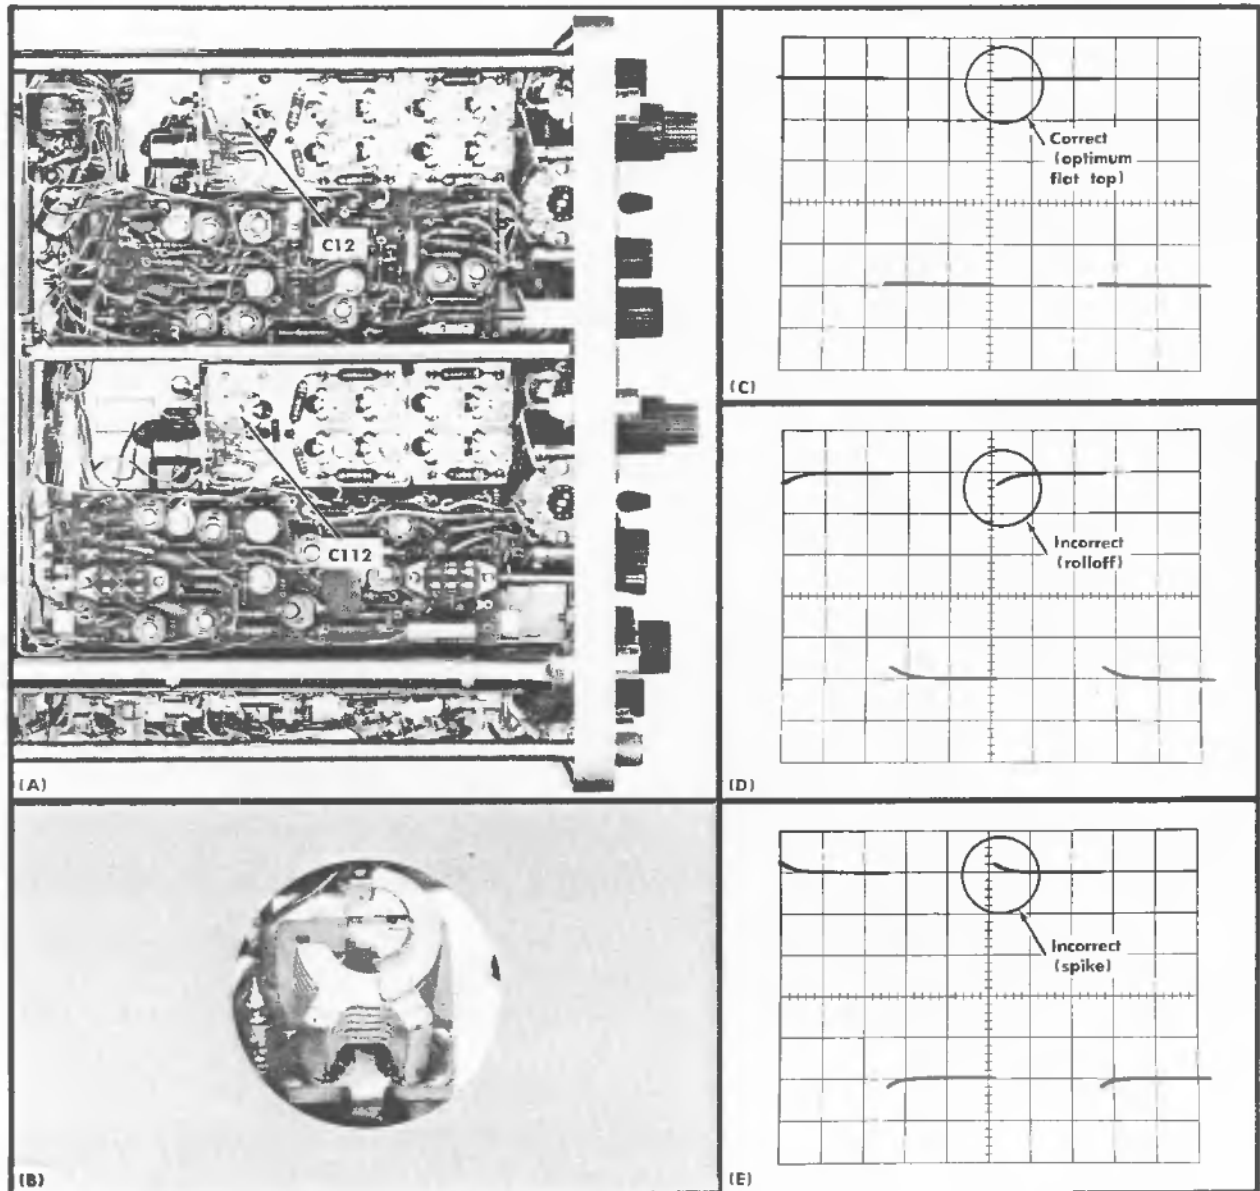 C12
C112
(A)
(B)
Correct
(optimum
flat top)
(C)
Incorrect
(rolloff)
(D)
Incorrect
(spike)
(E)